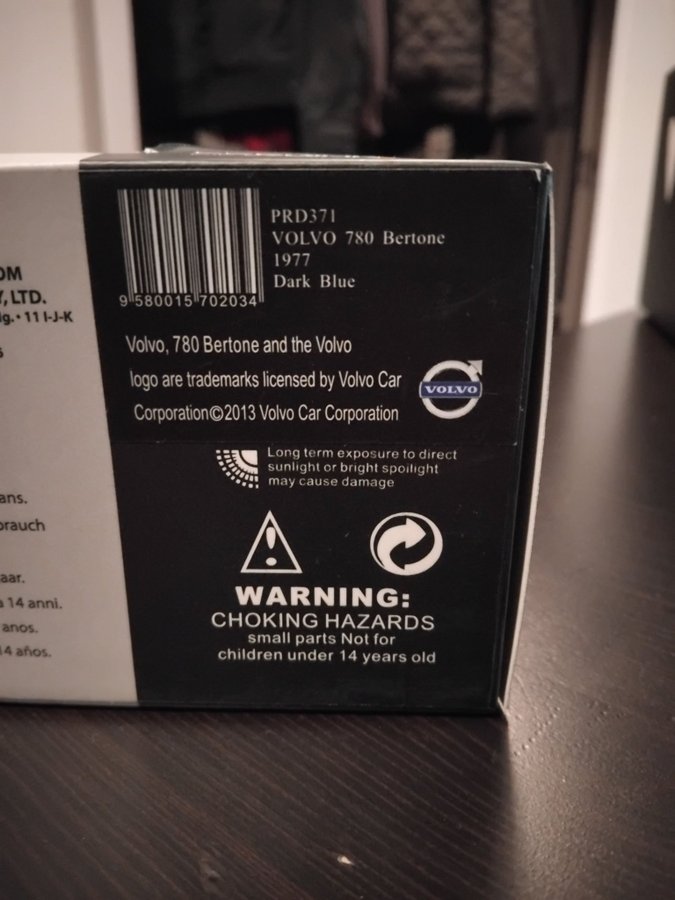 PRD371
VOLVO 780 Bertone
1977
Dark Blue
9 580015 702034
Volvo, 780 Bertone and the Volvo
logo are trademarks licensed by Volvo Car
Corporation©2013 Volvo Car Corporation
VOLVO
Long term exposure to direct
sunlight or bright spoilight
may cause damage
WARNING:
CHOKING HAZARDS
small parts Not for
children under 14 years old
OM
Y, LTD.
lg.• 11 I-J-K
ans.
brauch
aar.
a 14 anni.
anos.
14 años.